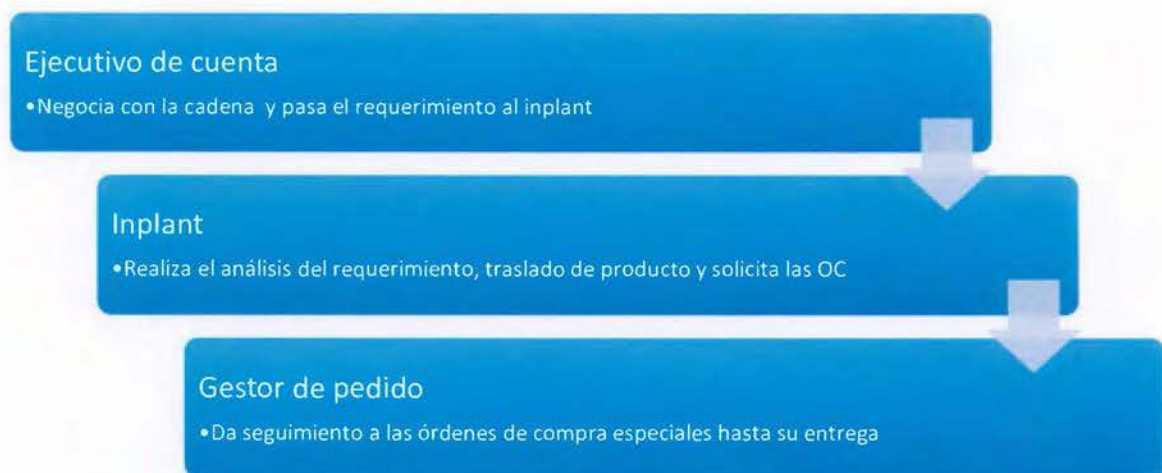 Ejecutivo de cuenta
•Negocia con la cadena y pasa el requerimiento al inplant
Inplant
•Realiza el análisis del requerimiento, traslado de producto y solicita las OC
Gestor de pedido
•Da seguimiento a las órdenes de compra especiales hasta su entrega